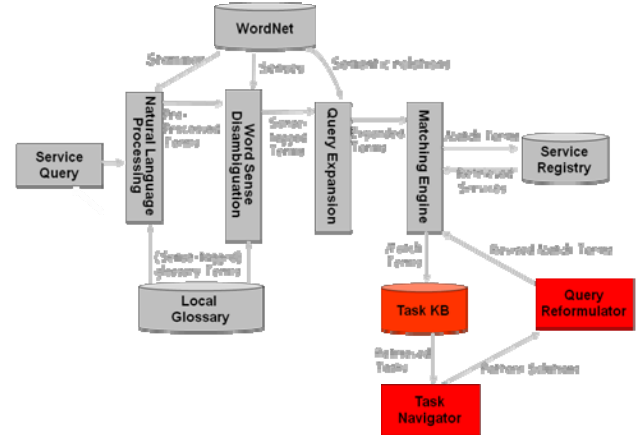 WordNet
Stemmer
Senses
Semantic relations
Natural Language
Processing
Pre-
Processed
Terms
Word Sense
Disambiguation
Sense-
tagged
Terms
Query Expansion
Expanded
Terms
Matching Engine
Match Terms
Retrieved
Services
Service
Registry
Service
Query
(Sense-tagged)
glossary Terms
Local
Glossary
Match
Terms
Match Terms
Task KB
Query
Reformulator
Retrieved
Tasks
Pattern Solutions
Task
Navigator